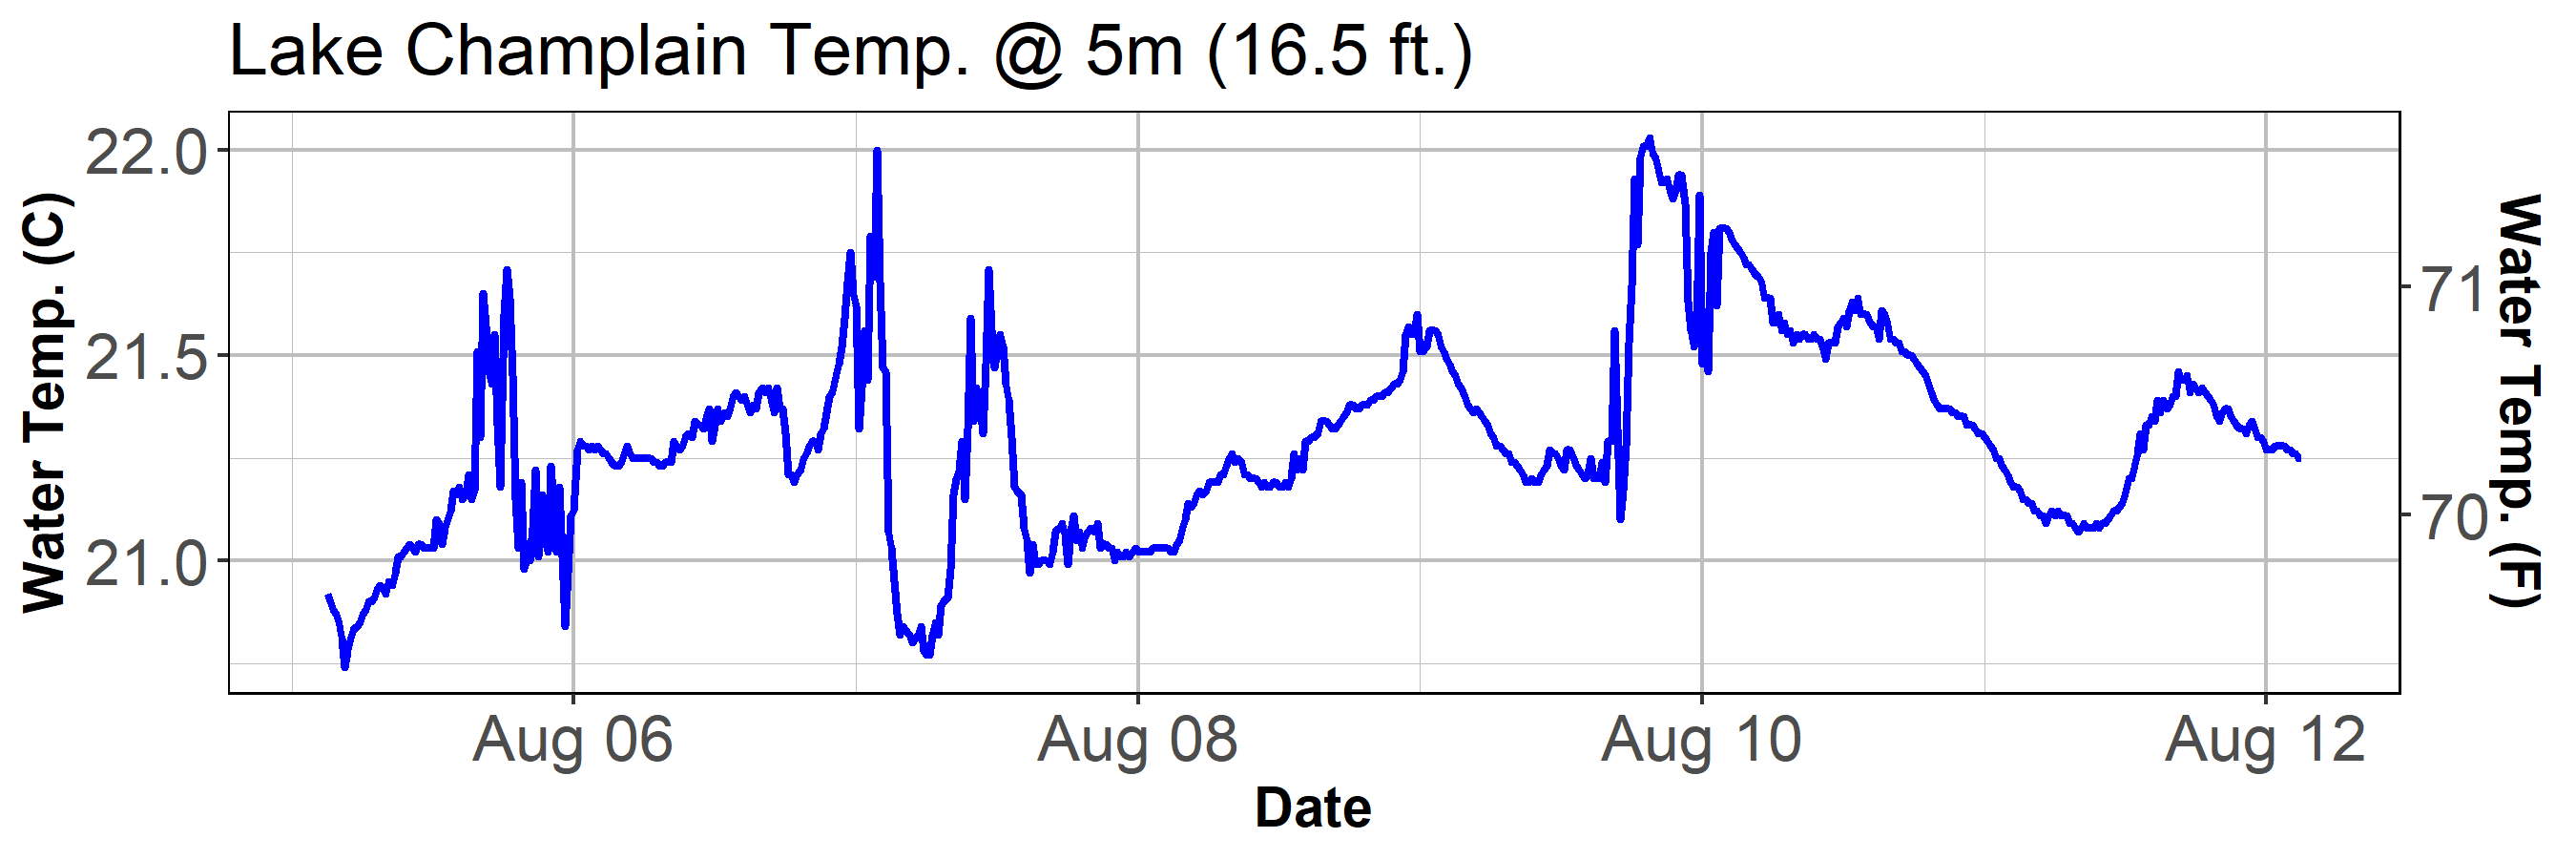 Lake Champlain Temp. @ 5m (16.5 ft.)
Water Temp. (C)
22.0
21.5
21.0
71
70
Water Temp. (F)
Aug 06
Aug 08
Aug 10
Aug 12
Date